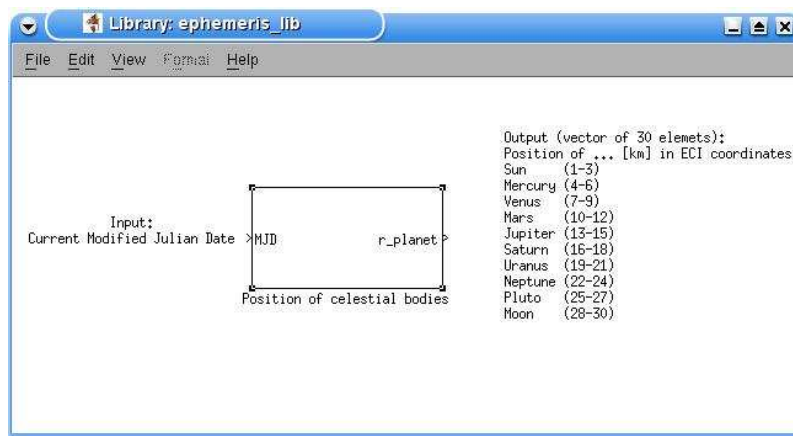 Library: ephemeris_lib
File Edit View Format Help
Input:
Current Modified Julian Date
MJD
r_planet
Position of celestial bodies
Output (vector of 30 elemets):
Position of ... [km] in ECI coordinates
Sun (1-3)
Mercury (4-6)
Venus (7-9)
Mars (10-12)
Jupiter (13-15)
Saturn (16-18)
Uranus (19-21)
Neptune (22-24)
Pluto (25-27)
Moon (28-30)